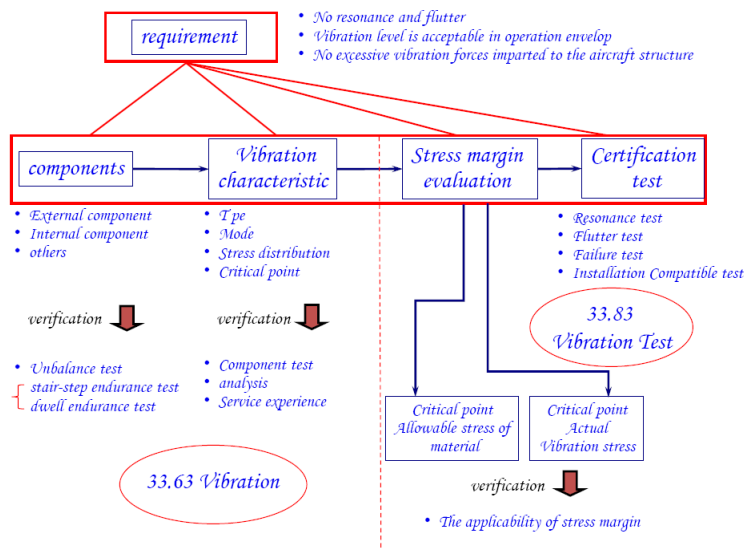 requirement
• No resonance and flutter
• Vibration level is acceptable in operation envelop
• No excessive vibration forces imparted to the aircraft structure
components
Vibration
characteristic
Stress margin
evaluation
Certification
test
• External component
• Internal component
• others
• T pe
• Mode
• Stress distribution
• Critical point
• Resonance test
• Flutter test
• Failure test
• Installation Compatible test
verification
verification
33.83
Vibration Test
• Unbalance test
stair-step endurance test
dwell endurance test
• Component test
• analysis
• Service experience
Critical point
Allowable stress of
material
Critical point
Actual
Vibration stress
33.63 Vibration
verification
• The applicability of stress margin